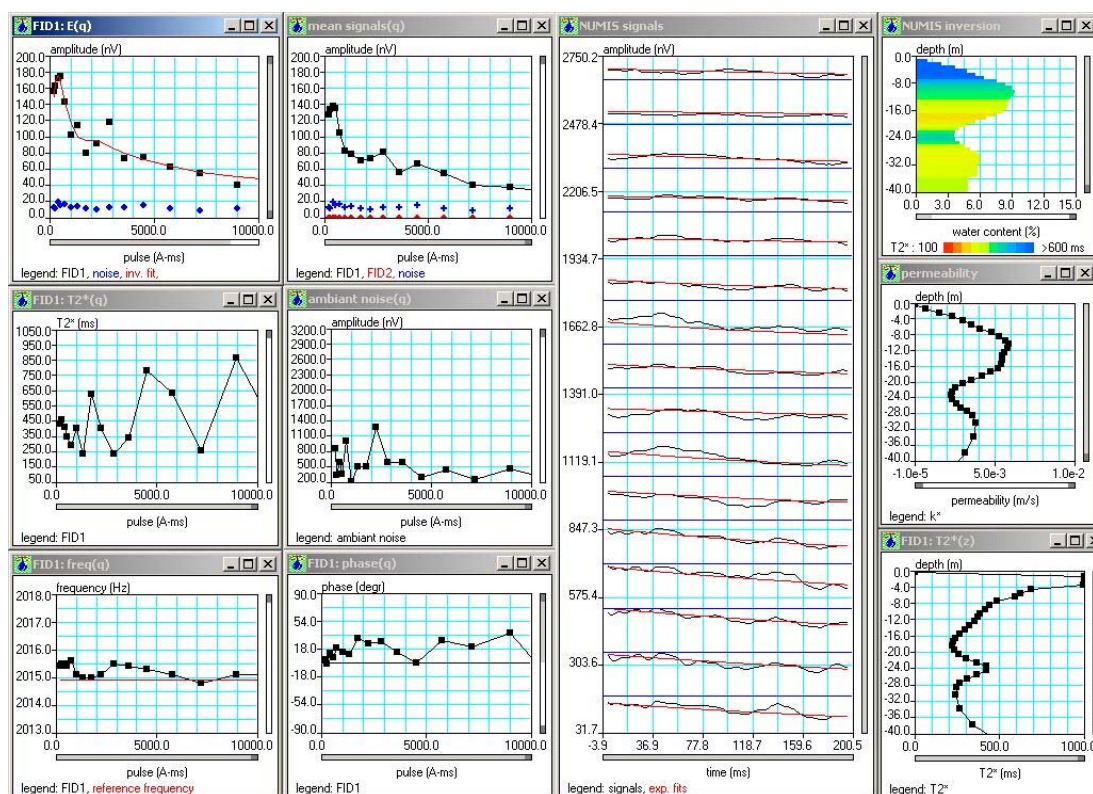 FID1: E(q)
amplitude (nV)
200.0
180.0
160.0
140.0
120.0
100.0
80.0
60.0
40.0
20.0
0.0
0.0 5000.0 10000.0
pulse (A-ms)
legend: FID1, noise, inv. fit,
mean signals(q)
amplitude (nV)
200.0
180.0
160.0
140.0
120.0
100.0
80.0
60.0
40.0
20.0
0.0
0.0 5000.0 10000.0
pulse (A-ms)
legend: FID1, FID2, noise
NUMIS signals
amplitude (nV)
2750.2
2478.4
2206.5
1934.7
1662.8
1391.0
1119.1
847.3
575.4
303.6
31.7
-3.9 36.9 77.8 118.7 159.6 200.5
time (ms)
legend: signals, exp. fits
NUMIS inversion
depth (m)
0.0
-8.0
-16.0
-24.0
-32.0
-40.0
0.0 3.0 6.0 9.0 12.0 15.0
water content (%)
T2* : 100 >600 ms
FID1: T2*(q)
T2* (ms)
1050.0
950.0
850.0
750.0
650.0
550.0
450.0
350.0
250.0
150.0
50.0
0.0 5000.0 10000.0
pulse (A-ms)
legend: FID1
ambiant noise(q)
amplitude (nV)
3200.0
2900.0
2600.0
2300.0
2000.0
1700.0
1400.0
1100.0
800.0
500.0
200.0
0.0 5000.0 10000.0
pulse (A-ms)
legend: ambiant noise
permeability
depth (m)
0.0
-4.0
-8.0
-12.0
-16.0
-20.0
-24.0
-28.0
-32.0
-36.0
-40.0
-1.0e-5 5.0e-3 1.0e-2
permeability (m/s)
legend: k*
FID1: freq(q)
frequency (Hz)
2018.0
2017.0
2016.0
2015.0
2014.0
2013.0
0.0 5000.0 10000.0
pulse (A-ms)
legend: FID1, reference frequency
FID1: phase(q)
phase (degr)
90.0
54.0
18.0
-18.0
-54.0
-90.0
0.0 5000.0 10000.0
pulse (A-ms)
legend: FID1
FID1: T2*(z)
depth (m)
0.0
-4.0
-8.0
-12.0
-16.0
-20.0
-24.0
-28.0
-32.0
-36.0
-40.0
0.0 500.0 1000.0
T2* (ms)
legend: T2*